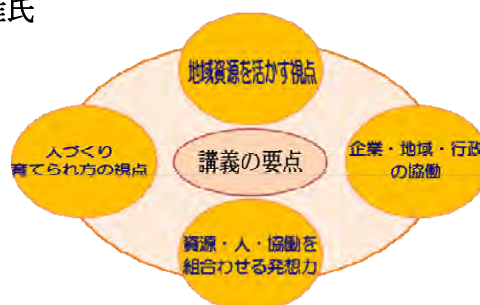 氏
地域資源を活かす視点
人づくり
育てられ方の視点
講義の要点
企業・地域・行政
の協働
資源・人・協働を
組合わせる発想力